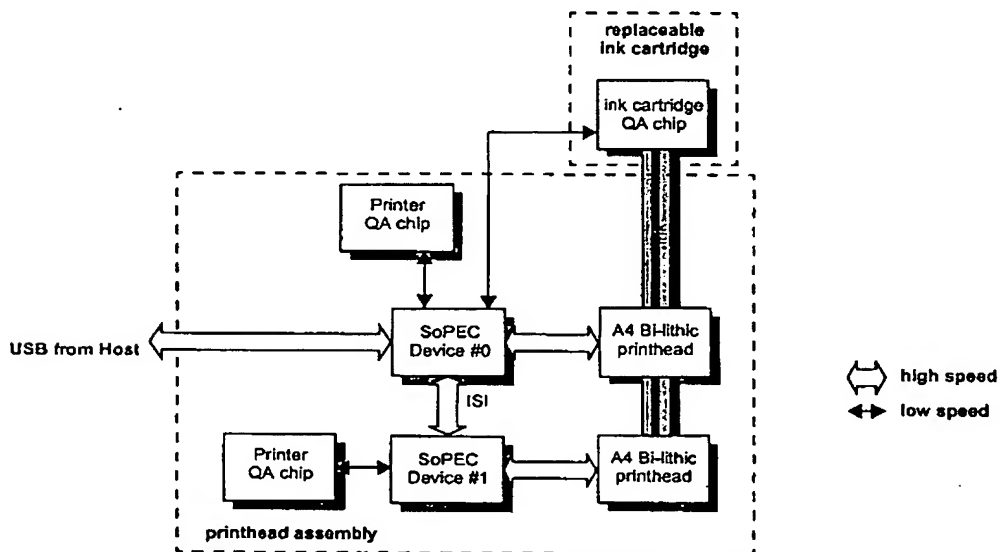 replaceable
ink cartridge
ink cartridge
QA chip
Printer
QA chip
USB from Host
SoPEC
Device #0
A4 Bi-lithic
printhead
high speed
low speed
ISI
Printer
QA chip
SoPEC
Device #1
A4 Bi-lithic
printhead
printhead assembly